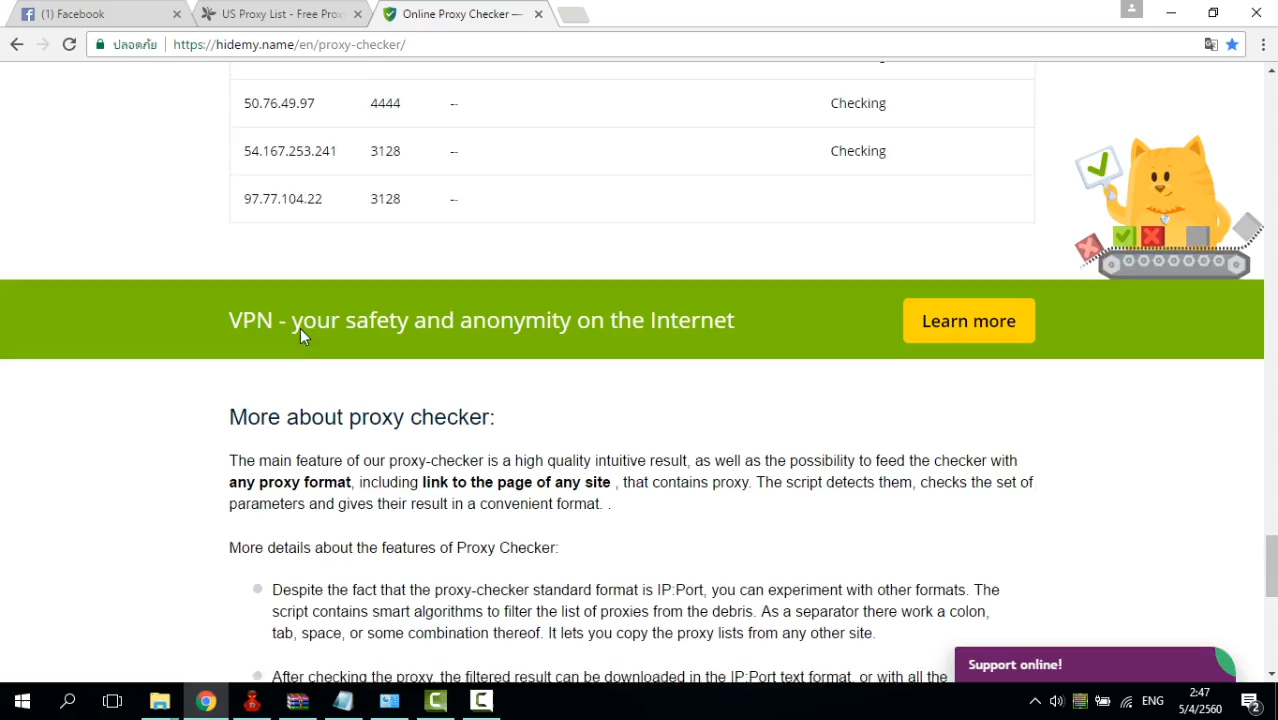 (1) Facebook
US Proxy List - Free Prox
Online Proxy Checker —
ปลอดภัย
https://hidemy.name/en/proxy-checker/
50.76.49.97 4444 -- Checking
54.167.253.241 3128 -- Checking
97.77.104.22 3128 --
VPN - your safety and anonymity on the Internet
Learn more
More about proxy checker:
The main feature of our proxy-checker is a high quality intuitive result, as well as the possibility to feed the checker with
any proxy format, including link to the page of any site , that contains proxy. The script detects them, checks the set of
parameters and gives their result in a convenient format. .
More details about the features of Proxy Checker:
Despite the fact that the proxy-checker standard format is IP:Port, you can experiment with other formats. The
script contains smart algorithms to filter the list of proxies from the debris. As a separator there work a colon,
tab, space, or some combination thereof. It lets you copy the proxy lists from any other site.
After checking the proxy, the filtered result can be downloaded in the IP:Port text format, or with all the
Support online!
ENG
2:47
5/4/2560
2